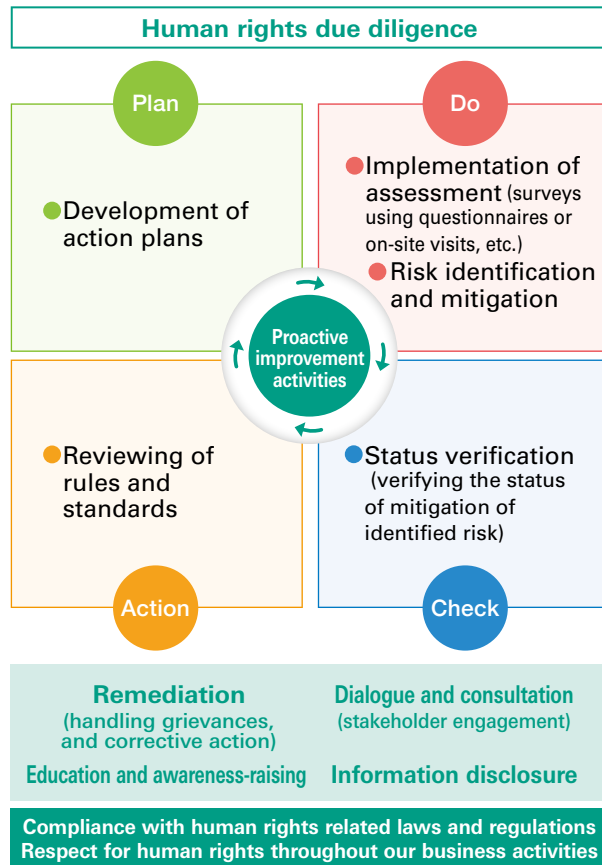 Human rights due diligence
Plan
●Development of
action plans
Do
●Implementation of
assessment (surveys
using questionnaires or
on-site visits, etc.)
●Risk identification
and mitigation
Proactive
improvement
activities
●Reviewing of
rules and
standards
Action
●Status verification
(verifying the status
of mitigation of
identified risk)
Check
Remediation
(handling grievances,
and corrective action)
Dialogue and consultation
(stakeholder engagement)
Education and awareness-raising
Information disclosure
Compliance with human rights related laws and regulations
Respect for human rights throughout our business activities